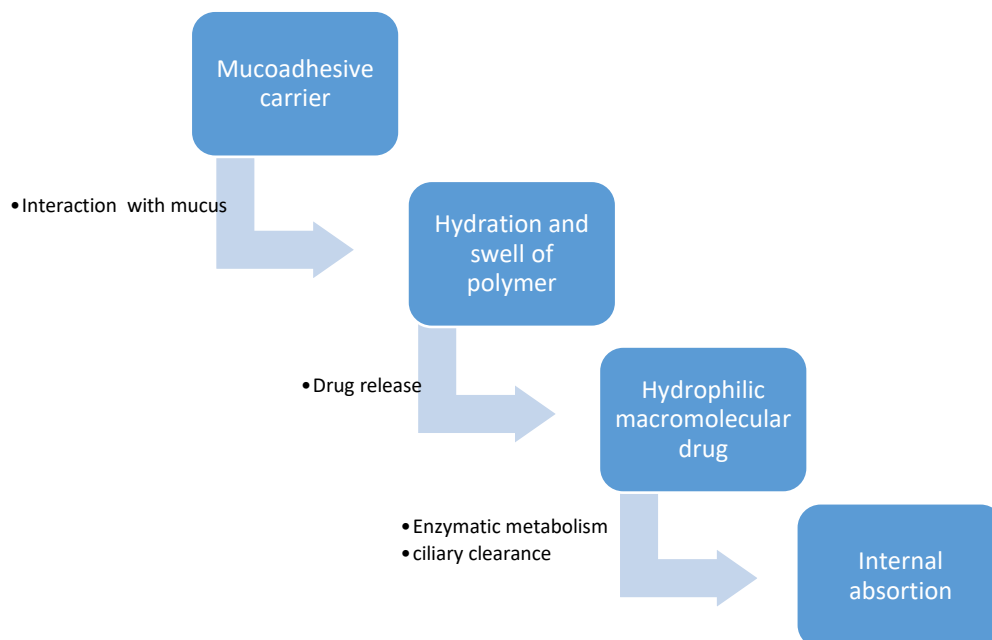 Mucoadhesive
carrier
•Interaction with mucus
Hydration and
swell of
polymer
•Drug release
Hydrophilic
macromolecular
drug
•Enzymatic metabolism
•ciliary clearance
Internal
absortion